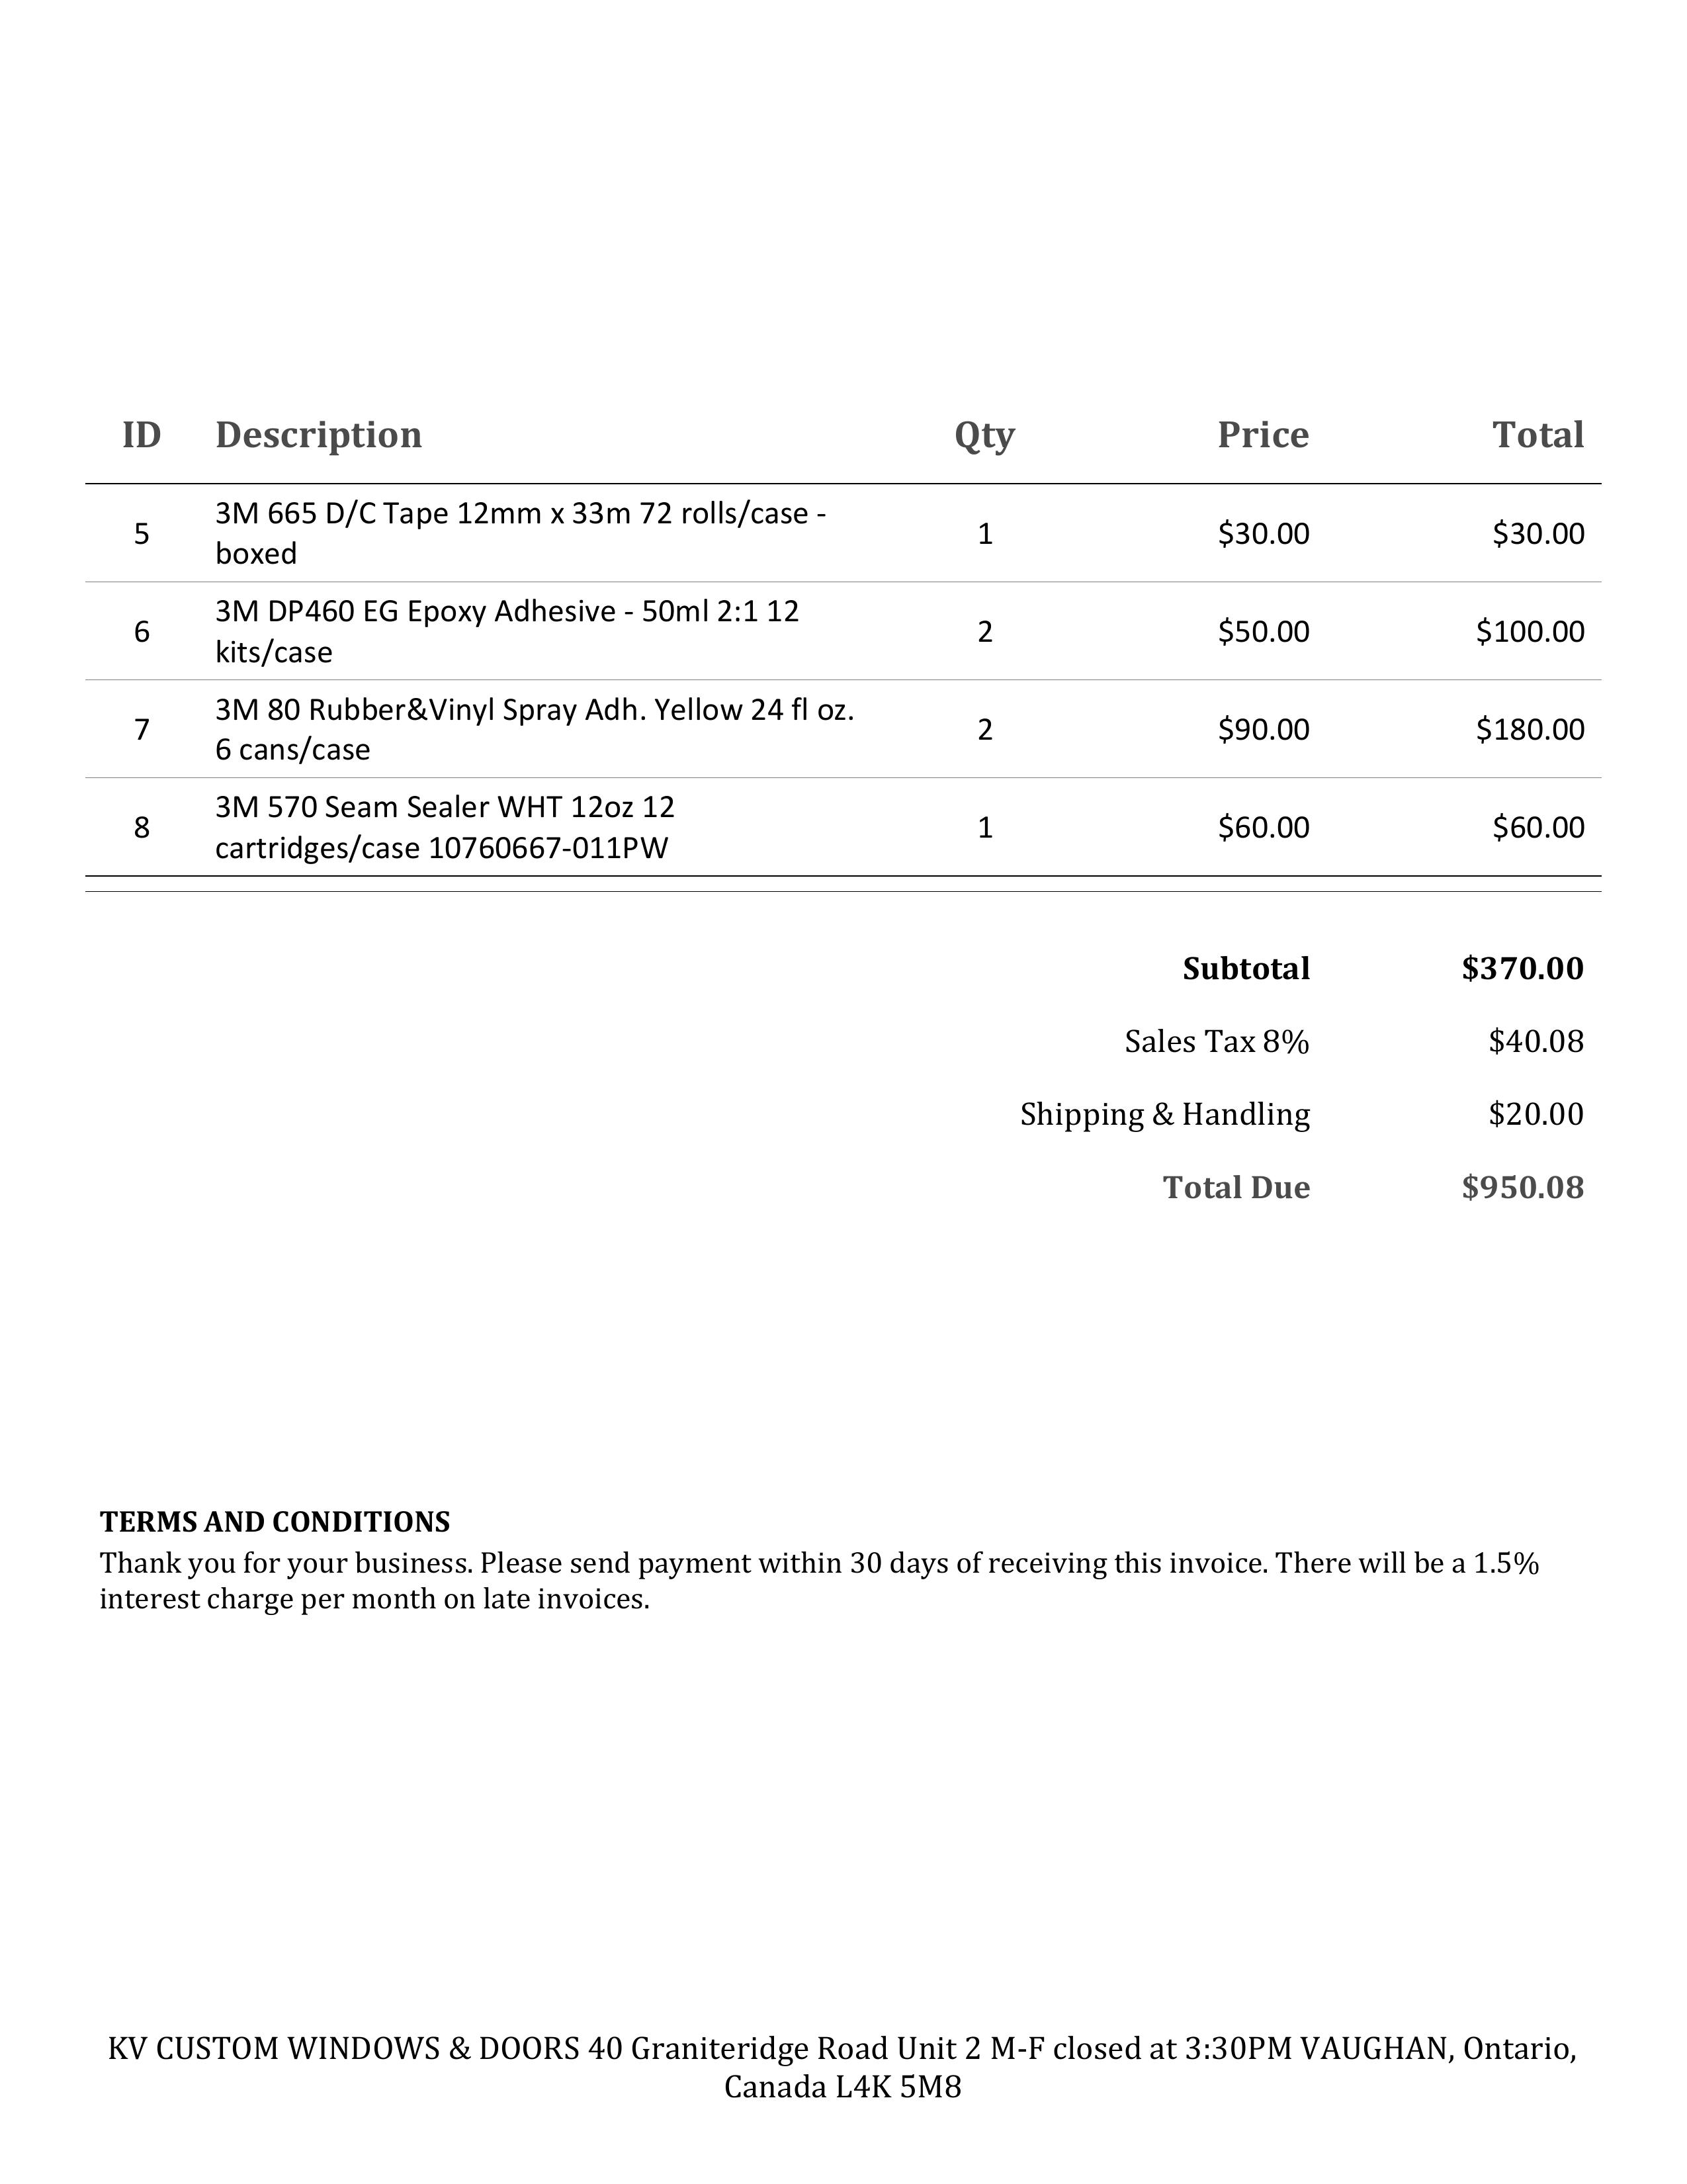 ID Description Qty Price Total
5 3M 665 D/C Tape 12mm x 33m 72 rolls/case - 1 $30.00 $30.00
boxed
6 3M DP460 EG Epoxy Adhesive - 50ml 2:1 12 2 $50.00 $100.00
kits/case
7 3M 80 Rubber&Vinyl Spray Adh. Yellow 24 fl oz. 2 $90.00 $180.00
6 cans/case
8 3M 570 Seam Sealer WHT 12oz 12 1 $60.00 $60.00
cartridges/case 10760667-011PW
Subtotal $370.00
Sales Tax 8% $40.08
Shipping & Handling $20.00
Total Due $950.08
TERMS AND CONDITIONS
Thank you for your business. Please send payment within 30 days of receiving this invoice. There will be a 1.5%
interest charge per month on late invoices.
KV CUSTOM WINDOWS & DOORS 40 Graniteridge Road Unit 2 M-F closed at 3:30PM VAUGHAN, Ontario,
Canada L4K 5M8